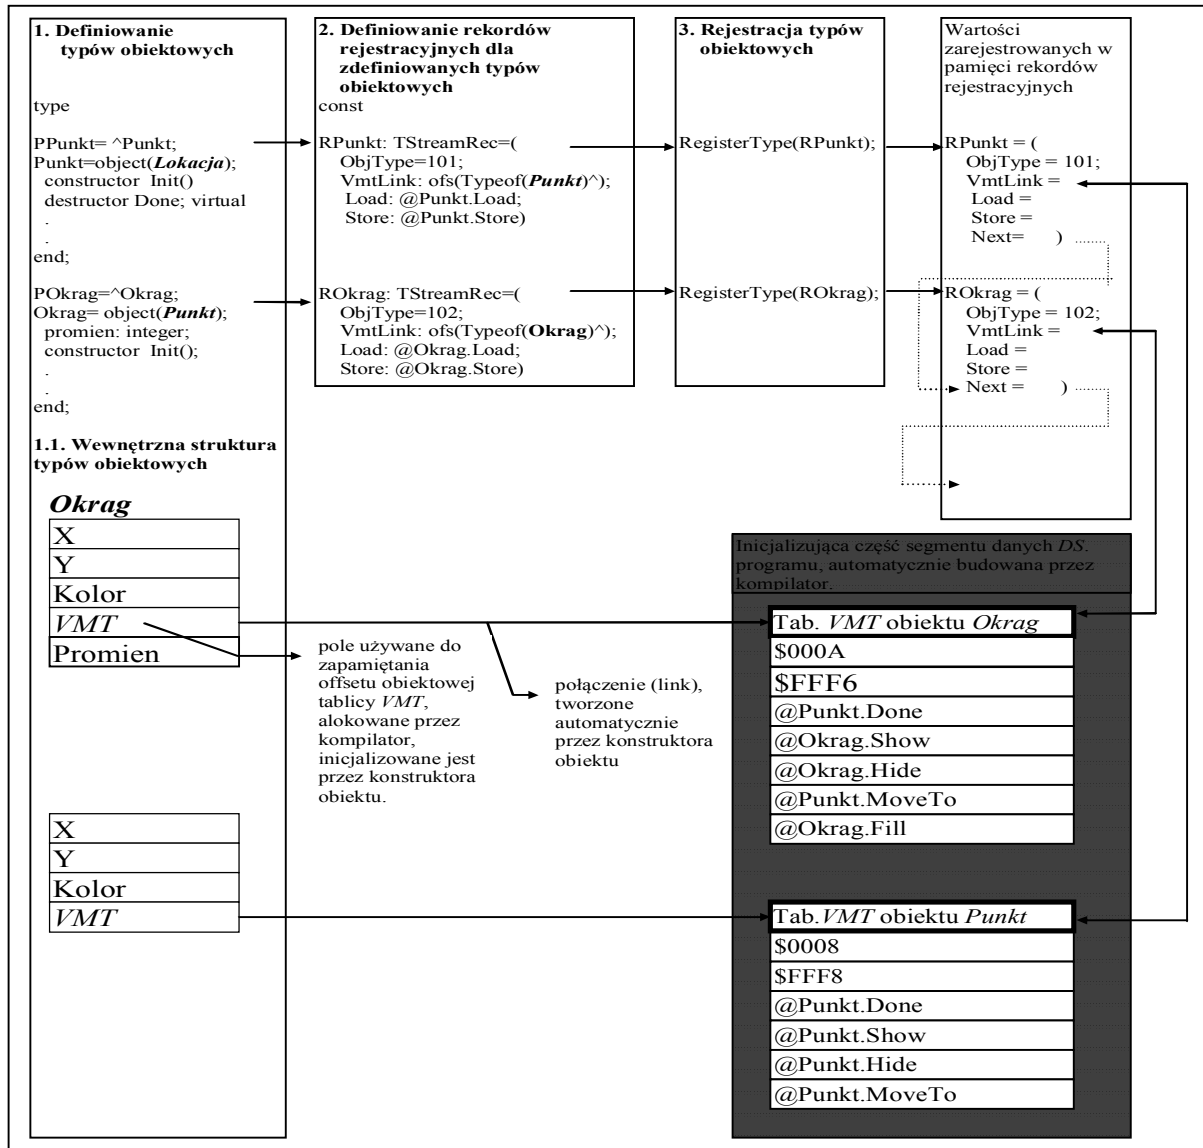 1. Definiowanie
typów obiektowych
type
PPunkt= ^Punkt;
Punkt=object(Lokacja);
constructor Init()
destructor Done; virtual
.
.
end;
POkrag=^Okrag;
Okrag= object(Punkt);
promien: integer;
constructor Init();
.
.
end;
1.1. Wewnętrzna struktura
typów obiektowych
Okrag
X
Y
Kolor
VMT
Promien
X
Y
Kolor
VMT
2. Definiowanie rekordów
rejestracyjnych dla
zdefiniowanych typów
obiektowych
const
RPunkt: TStreamRec=(
ObjType=101;
VmtLink: ofs(Typeof(Punkt)^);
Load: @Punkt.Load;
Store: @Punkt.Store)
ROkrag: TStreamRec=(
ObjType=102;
VmtLink: ofs(Typeof(Okrag)^);
Load: @Okrag.Load;
Store: @Okrag.Store)
3. Rejestracja typów
obiektowych
RegisterType(RPunkt);
RegisterType(ROkrag);
Wartości
zarejestrowanych w
pamięci rekordów
rejestracyjnych
RPunkt = (
ObjType = 101;
VmtLink =
Load =
Store =
Next= )
ROkrag = (
ObjType = 102;
VmtLink =
Load =
Store =
Next = )
pole używane do
zapamiętania
offsetu obiektowej
tablicy VMT,
alokowane przez
kompilator,
inicjalizowane jest
przez konstruktora
obiektu.
połączenie (link),
tworzone
automatycznie
przez konstruktora
obiektu
Inicjalizująca część segmentu danych DS.
programu, automatycznie budowana przez
kompilator.
Tab. VMT obiektu Okrag
$000A
$FFF6
@Punkt.Done
@Okrag.Show
@Okrag.Hide
@Punkt.MoveTo
@Okrag.Fill
Tab.VMT obiektu Punkt
$0008
$FFF8
@Punkt.Done
@Punkt.Show
@Punkt.Hide
@Punkt.MoveTo